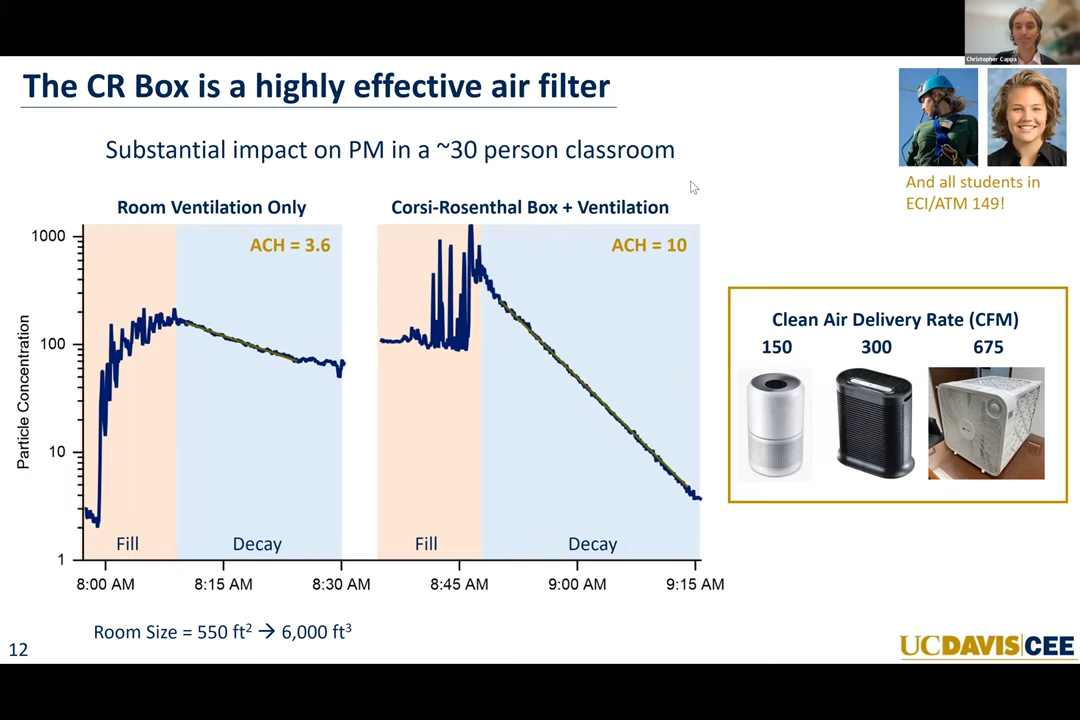 Christopher Cappa
The CR Box is a highly effective air filter
Substantial impact on PM in a ~30 person classroom
And all students in
ECI/ATM 149!
Room Ventilation Only
Corsi-Rosenthal Box + Ventilation
ACH = 3.6
ACH = 10
Particle Concentration
1000
100
10
1
Fill
Decay
Fill
Decay
8:00 AM
8:15 AM
8:30 AM
8:45 AM
9:00 AM
9:15 AM
Clean Air Delivery Rate (CFM)
150
300
675
Room Size = 550 ft² → 6,000 ft³
12
UCDAVIS|CEE